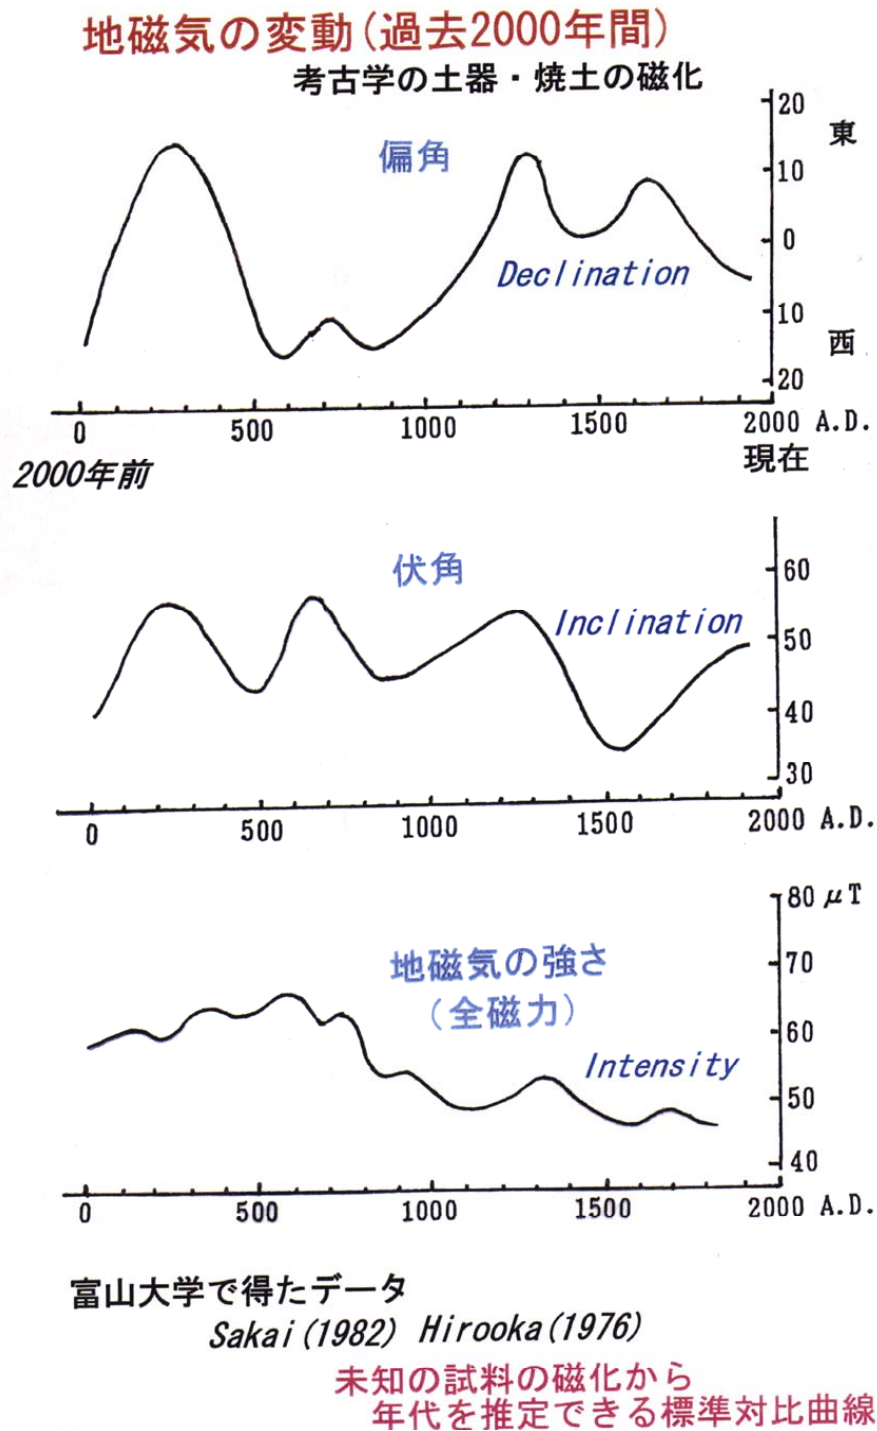 地磁気の変動(過去2000年間)
考古学の土器・焼土の磁化
偏角
20
東
10
0
Declination
10
西
20
0 500 1000 1500 2000 A.D.
2000年前
現在
伏角
60
Inclination
50
40
30
0 500 1000 1500 2000 A.D.
80 μT
地磁気の強さ
70
(全磁力)
60
Intensity
50
40
0 500 1000 1500 2000 A.D.
富山大学で得たデータ
Sakai(1982) Hirooka(1976)
未知の試料の磁化から
年代を推定できる標準対比曲線